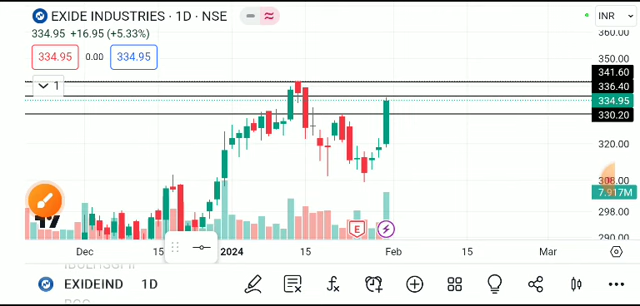 EXIDE INDUSTRIES · 1D · NSE
INR
334.95 +16.95 (+5.33%)
360.00
334.95 0.00 334.95
350.00
1
341.60
336.40
334.95
330.20
320.00
308.00
7.917M
298.00
290.00
E
Dec 15 2024 15 Feb 15 Mar
EXIDEIND 1D